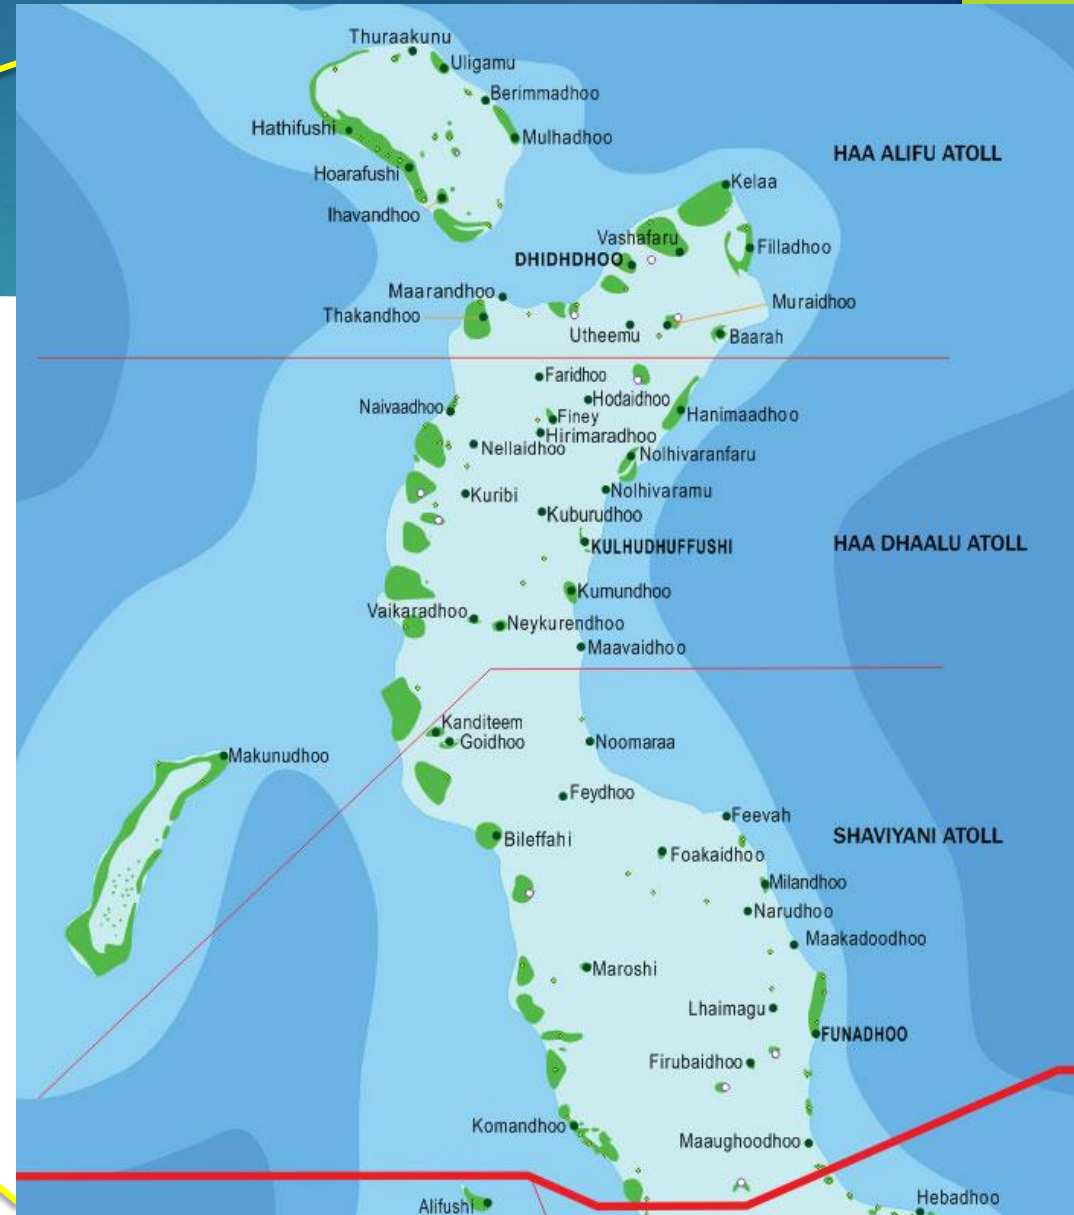 Thuraakunu
Uligamu
Berimmadhoo
Hathifushi
Mulhadhoo
HAA ALIFU ATOLL
Hoarafushi
Kelaa
Ihavandhoo
Vashafaru
Filladhoo
DHIDHDHOO
Maarandhoo
Muraidhoo
Thakandhoo
Utheemu
Baarah
Faridhoo
Hodaidhoo
Naivaadhoo
Finey
Hanimaadhoo
Hirimaradhoo
Nellaidhoo
Nolhivaranfaru
Kuribi
Nolhivaramu
Kuburudhoo
KULHUDHUFFUSHI
HAA DHAALU ATOLL
Kumundhoo
Vaikaradhoo
Neykurendhoo
Maavaidhoo
Kanditeem
Goidhoo
Noomaraa
Makunudhoo
Feydhoo
Feevah
Bileffahi
SHAVIYANI ATOLL
Foakaidhoo
Milandhoo
Narudhoo
Maakadoodhoo
Maroshi
Lhaimagu
FUNADHOO
Firubaidhoo
Komandhoo
Maaughoodhoo
Hebadhoo
Alifushi